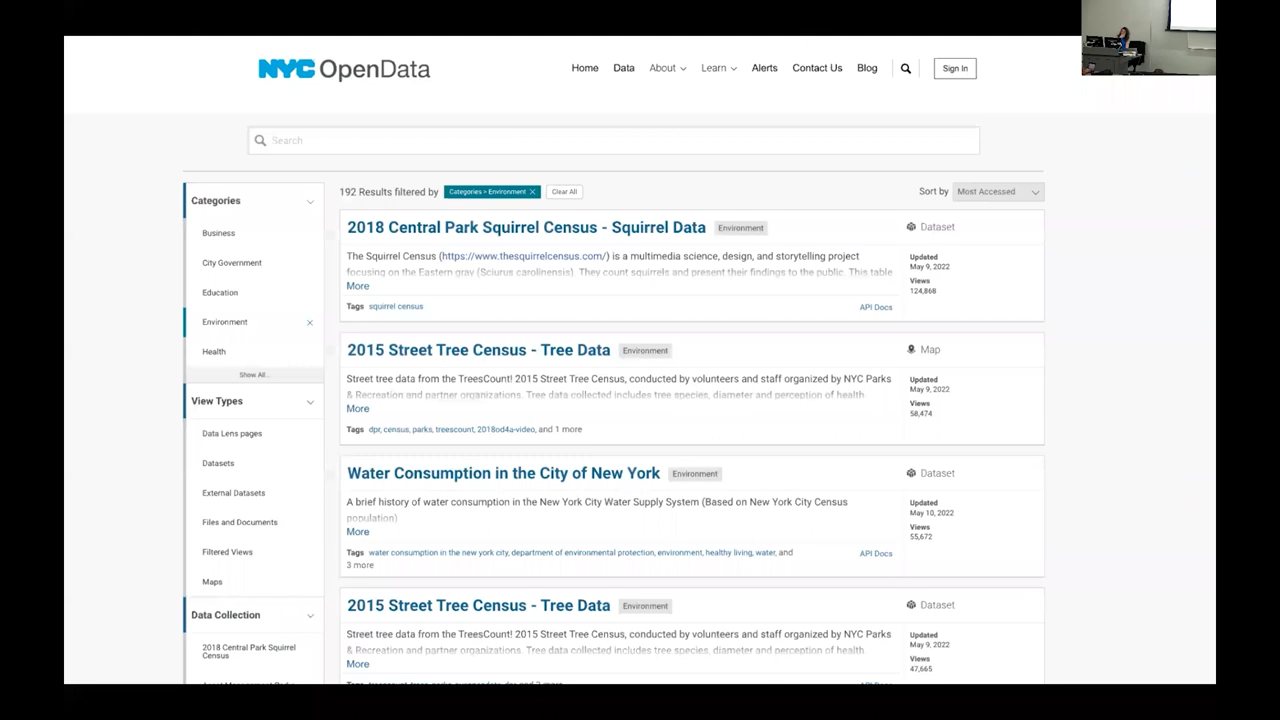 NYC OpenData
Home Data About Learn Alerts Contact Us Blog Sign In
Search
Categories
Business
City Government
Education
Environment
Health
Show All...
View Types
Data Lens pages
Datasets
External Datasets
Files and Documents
Filtered Views
Maps
Data Collection
2018 Central Park Squirrel
Census
192 Results filtered by Categories > Environment Clear All
Sort by Most Accessed
2018 Central Park Squirrel Census - Squirrel Data Environment
Dataset
The Squirrel Census (https://www.thesquirrelcensus.com/) is a multimedia science, design, and storytelling project
focusing on the Eastern gray (Sciurus carolinensis). They count squirrels and present their findings to the public. This table
More
Tags squirrel census
API Docs
Updated
May 9, 2022
Views
124,868
2015 Street Tree Census - Tree Data Environment
Map
Street tree data from the TreesCount! 2015 Street Tree Census, conducted by volunteers and staff organized by NYC Parks
& Recreation and partner organizations. Tree data collected includes tree species, diameter and perception of health.
More
Tags dpr, census, parks, treescount, 2018od4a-video, and 1 more
Updated
May 9, 2022
Views
58,474
Water Consumption in the City of New York Environment
Dataset
A brief history of water consumption in the New York City Water Supply System (Based on New York City Census
population)
More
Tags water consumption in the new york city, department of environmental protection, environment, healthy living, water, and
3 more
API Docs
Updated
May 10, 2022
Views
55,672
2015 Street Tree Census - Tree Data Environment
Dataset
Street tree data from the TreesCount! 2015 Street Tree Census, conducted by volunteers and staff organized by NYC Parks
& Recreation and partner organizations. Tree data collected includes tree species, diameter and perception of health.
More
Updated
May 9, 2022
Views
47,665